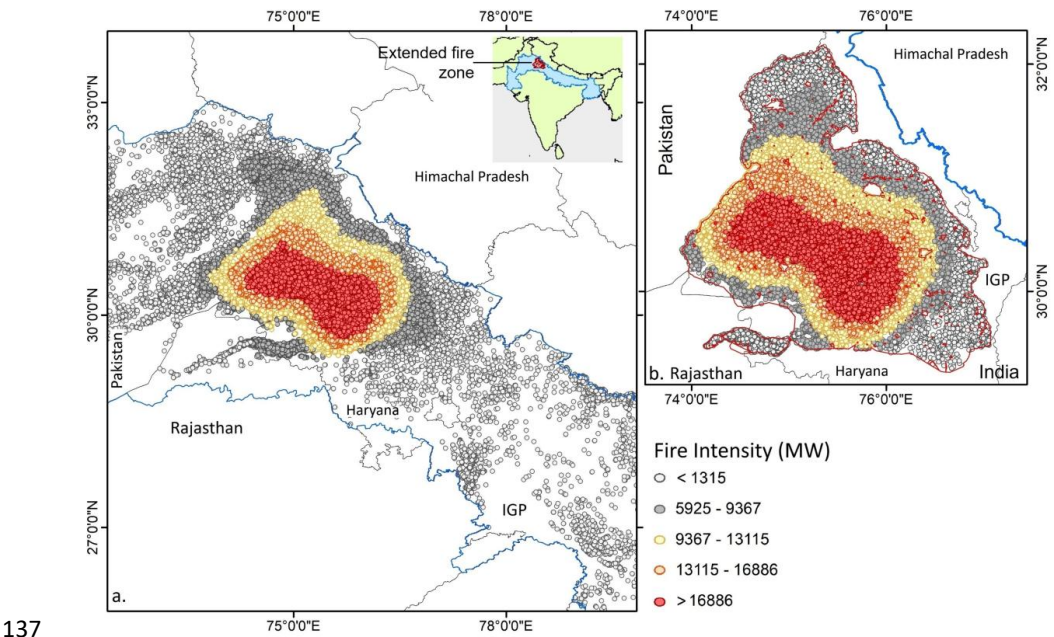 75°0'0"E 78°0'0"E
76°0'0"E
74°0'0"E
33°0'0"N
30°0'0"N
27°0'0"N
Extended fire
zone
Himachal Pradesh
Pakistan
Haryana
Rajasthan
IGP
a.
75°0'0"E 78°0'0"E
Himachal Pradesh
32°0'0"N
Pakistan
IGP
30°0'0"N
b. Rajasthan Haryana India
74°0'0"E 76°0'0"E
Fire Intensity (MW)
< 1315
5925 - 9367
9367 - 13115
13115 - 16886
> 16886
137